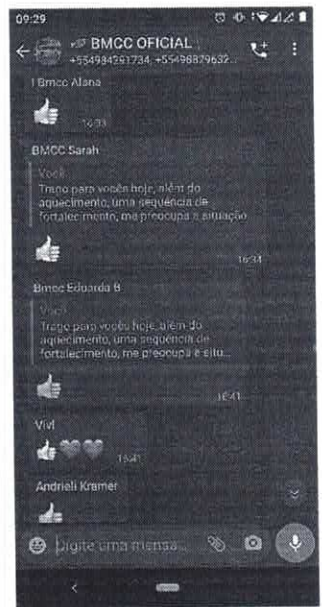 09:29
BMCC OFICIAL
+554984291734, +55498879632...
! Bmcc Alana
16:33
BMCC Sarah
Você
Trago para vocês hoje, além do
aquecimento, uma sequência de
fortalecimento, me preocupa a situação
16:34
Bmcc Eduarda B
Você
Trago para vocês hoje, além do
aquecimento, uma sequência de
fortalecimento, me preocupa a situ...
16:41
Vivi
16:41
Andrieli Kramer
Digite uma mensa...